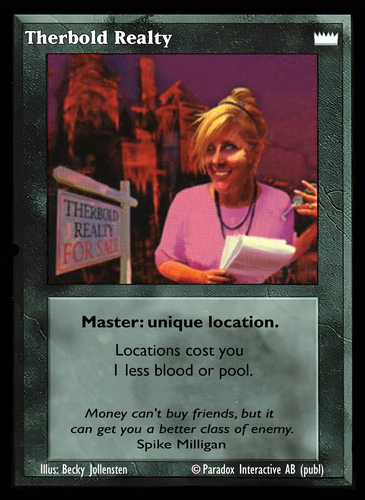 Therbold Realty
THERBOLD
REALTY
FOR SALE
Master: unique location.
Locations cost you
1 less blood or pool.
Money can't buy friends, but it
can get you a better class of enemy.
Spike Milligan
Illus: Becky Jollensten © Paradox Interactive AB (publ)